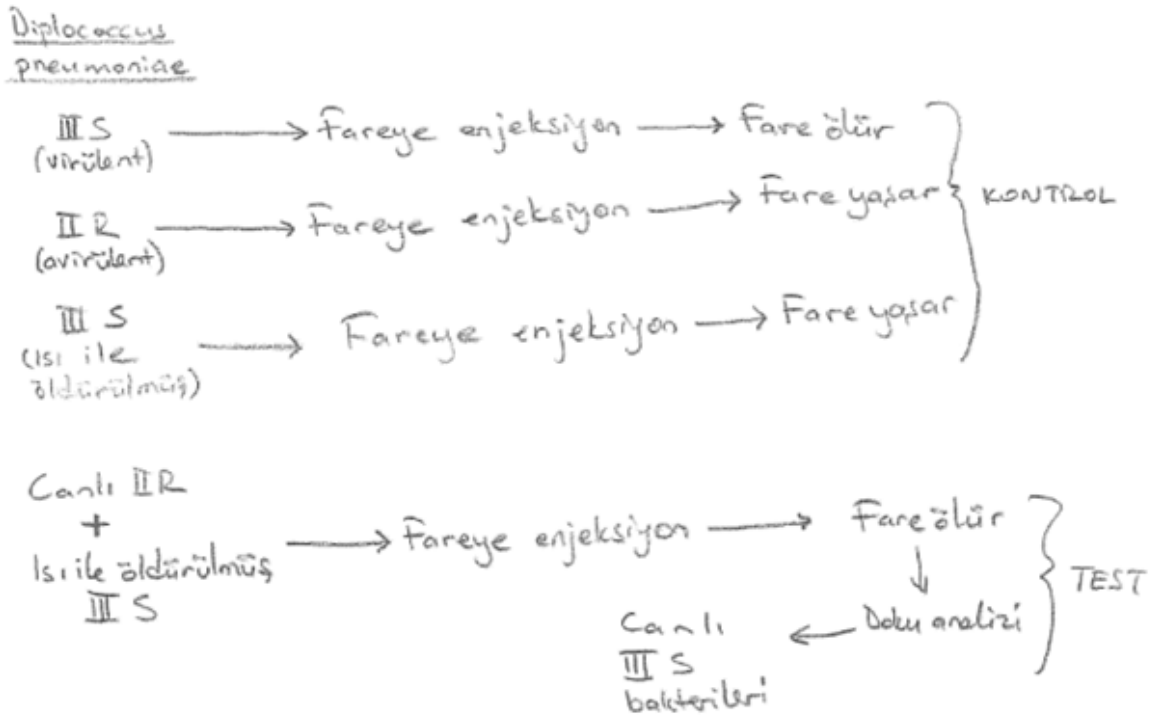 Diplococcus
pneumoniae
III S → Fareye enjeksiyon → Fare ölür
(virülent)
II R → Fareye enjeksiyon → Fare yaşar
(avirülent)
KONTROL
III S
(Isı ile → Fareye enjeksiyon → Fare yaşar
öldürülmüş)
Canlı II R
+
Isı ile öldürülmüş → Fareye enjeksiyon → Fare ölür
III S
TEST
Doku analizi
Canlı
III S
bakterileri